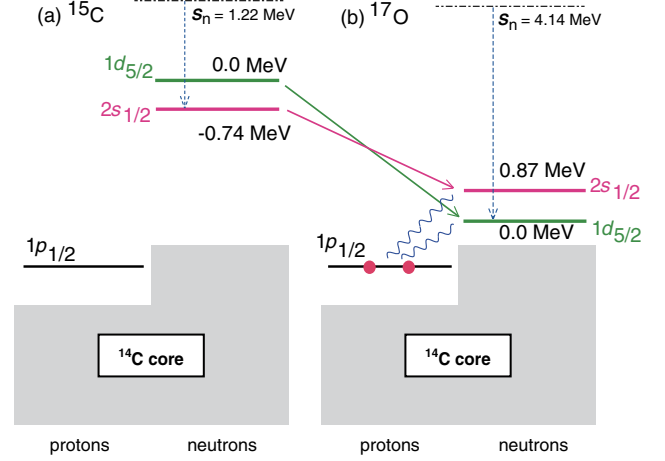 (a) ¹⁵C
Sₙ = 1.22 MeV
1d₅/₂
0.0 MeV
2s₁/₂
-0.74 MeV
1p₁/₂
¹⁴C core
protons
neutrons
(b) ¹⁷O
Sₙ = 4.14 MeV
0.87 MeV
2s₁/₂
1d₅/₂
0.0 MeV
1p₁/₂
¹⁴C core
protons
neutrons